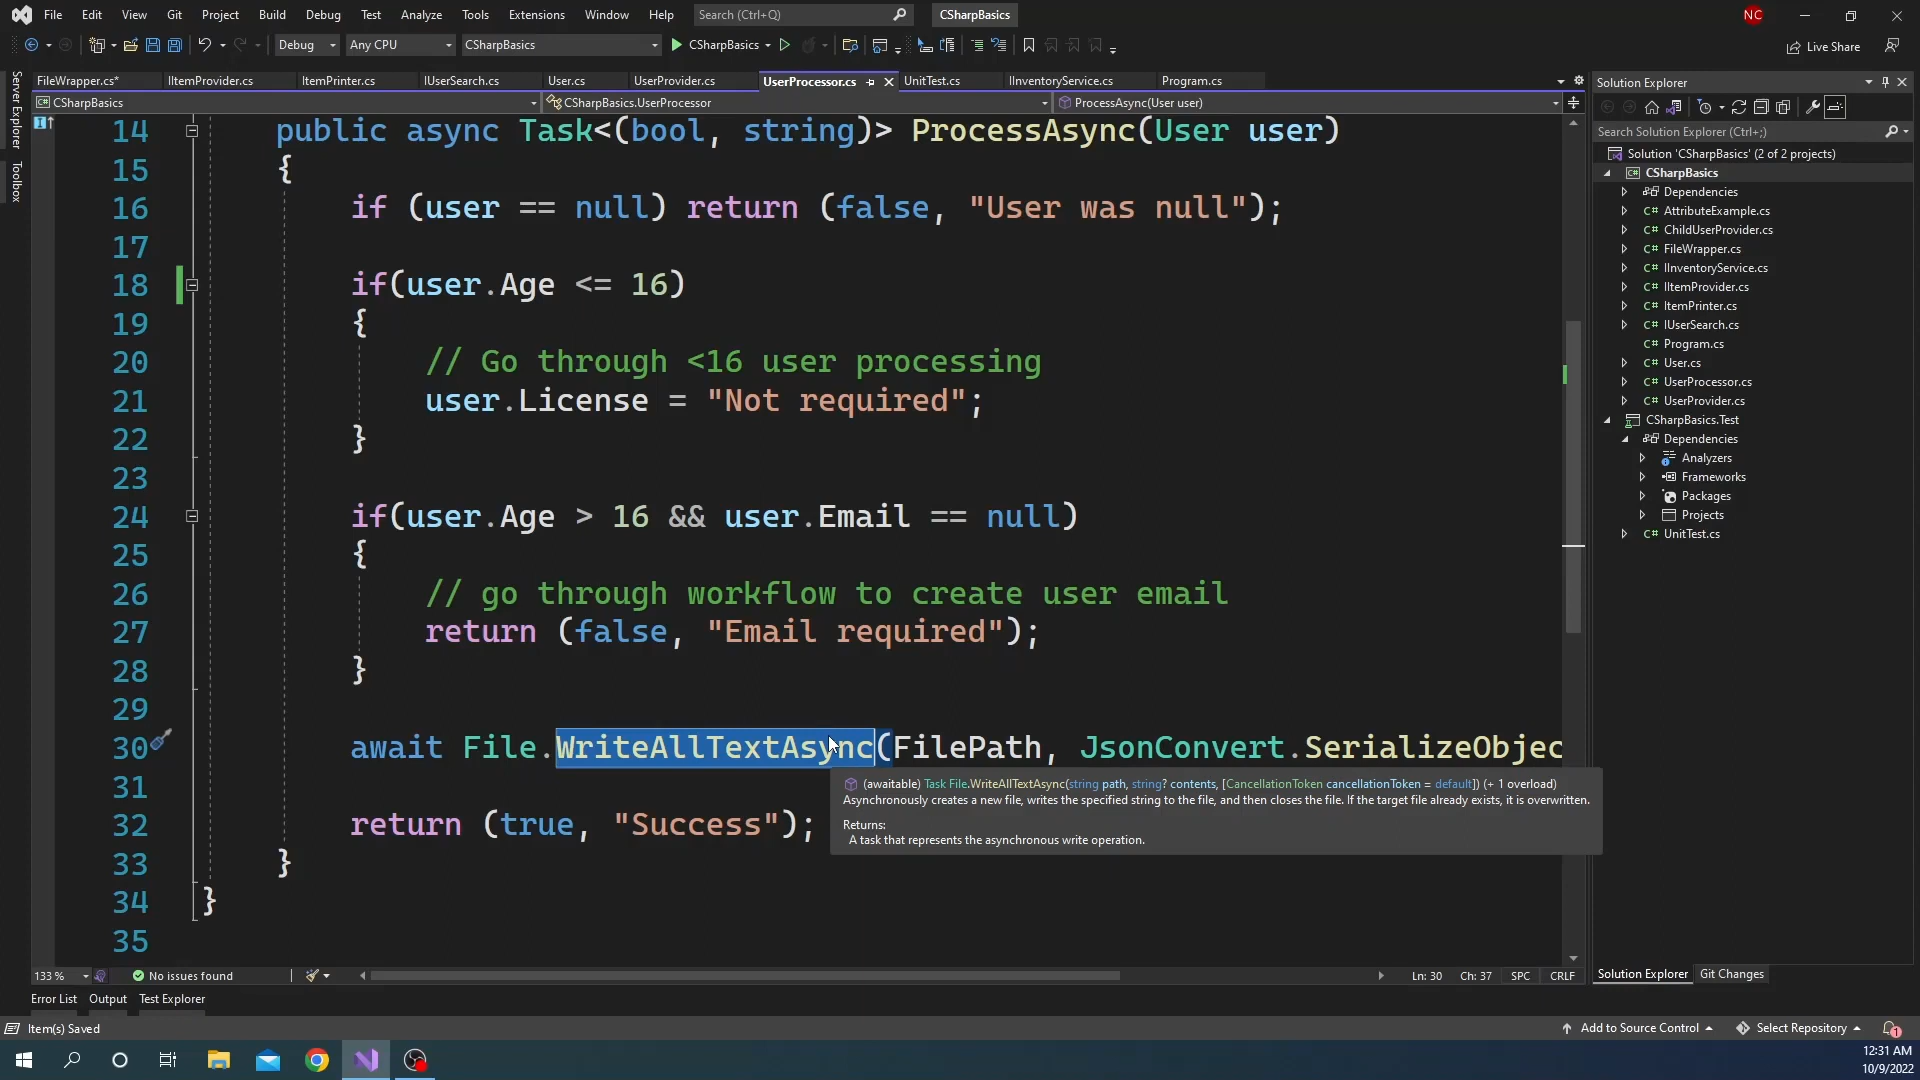 File Edit View Git Project Build Debug Test Analyze Tools Extensions Window Help Search (Ctrl+Q) CSharpBasics NC
Debug Any CPU CSharpBasics CSharpBasics Live Share
Server Explorer
Toolbox
FileWrapper.cs* IItemProvider.cs ItemPrinter.cs IUserSearch.cs User.cs UserProvider.cs UserProcessor.cs UnitTest.cs IInventoryService.cs Program.cs
CSharpBasics CSharpBasics.UserProcessor ProcessAsync(User user)
14 public async Task<(bool, string)> ProcessAsync(User user)
15 {
16 if (user == null) return (false, "User was null");
17
18 if(user.Age <= 16)
19 {
20 // Go through <16 user processing
21 user.License = "Not required";
22 }
23
24 if(user.Age > 16 && user.Email == null)
25 {
26 // go through workflow to create user email
27 return (false, "Email required");
28 }
29
30 await File.WriteAllTextAsync(FilePath, JsonConvert.SerializeObjec
31
32 return (true, "Success");
33 }
34 }
35
(awaitable) Task File.WriteAllTextAsync(string path, string? contents, [CancellationToken cancellationToken = default]) (+ 1 overload)
Asynchronously creates a new file, writes the specified string to the file, and then closes the file. If the target file already exists, it is overwritten.
Returns:
A task that represents the asynchronous write operation.
133 % No issues found Ln: 30 Ch: 37 SPC CRLF
Error List Output Test Explorer
Solution Explorer
Search Solution Explorer (Ctrl+;)
Solution 'CSharpBasics' (2 of 2 projects)
C# CSharpBasics
Dependencies
C# AttributeExample.cs
C# ChildUserProvider.cs
C# FileWrapper.cs
C# IInventoryService.cs
C# IItemProvider.cs
C# ItemPrinter.cs
C# IUserSearch.cs
C# Program.cs
C# User.cs
C# UserProcessor.cs
C# UserProvider.cs
CSharpBasics.Test
Dependencies
Analyzers
Frameworks
Packages
Projects
C# UnitTest.cs
Solution Explorer Git Changes
Item(s) Saved Add to Source Control Select Repository 1
12:31 AM
10/9/2022